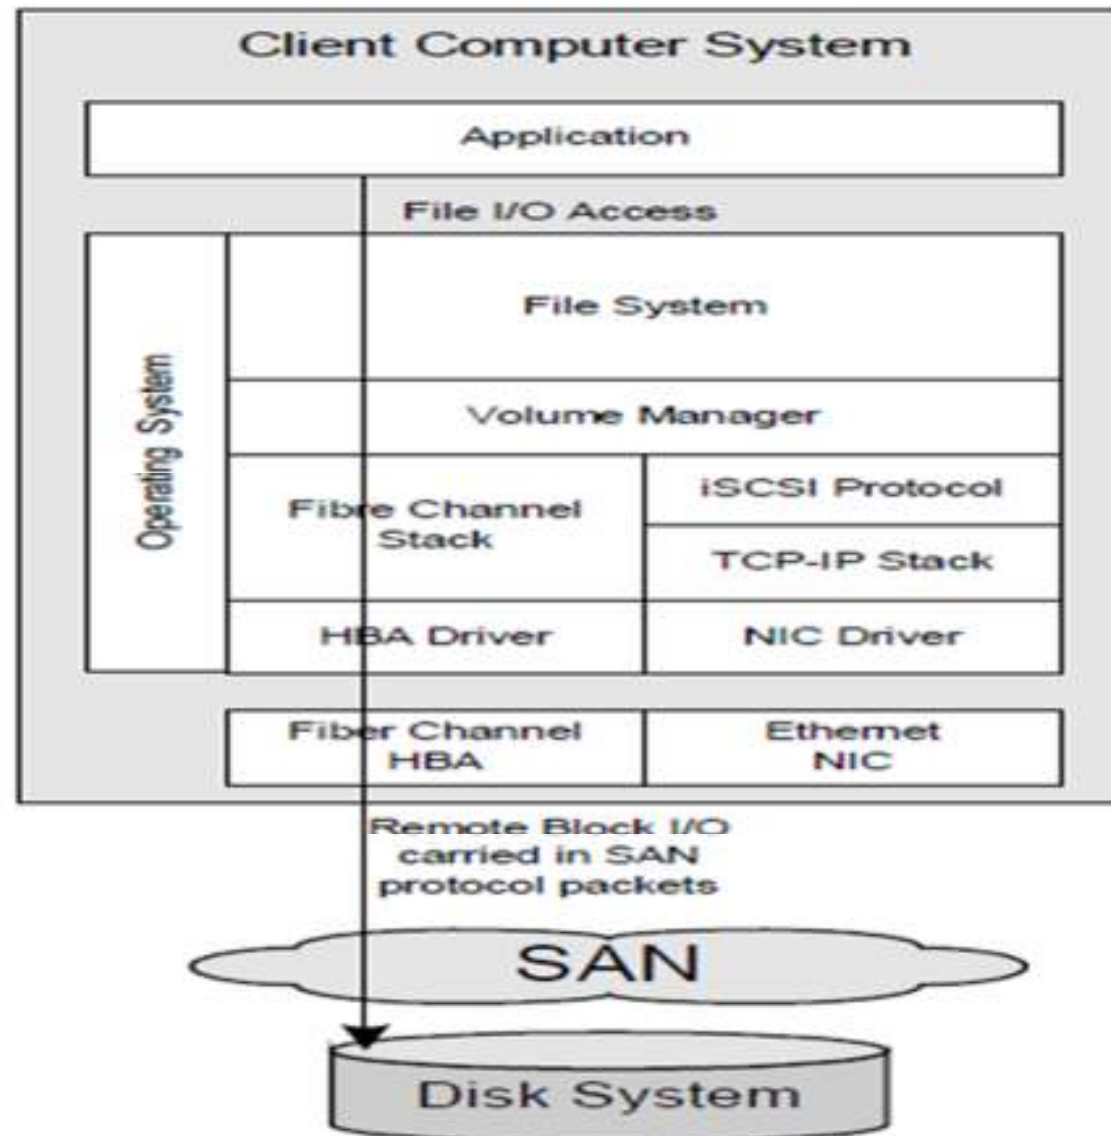 Client Computer System
Application
File I/O Access
Operating System
File System
Volume Manager
Fibre Channel
Stack
iSCSI Protocol
TCP-IP Stack
HBA Driver
NIC Driver
Fiber Channel
HBA
Ethernet
NIC
Remote Block I/O
carried in SAN
protocol packets
SAN
Disk System